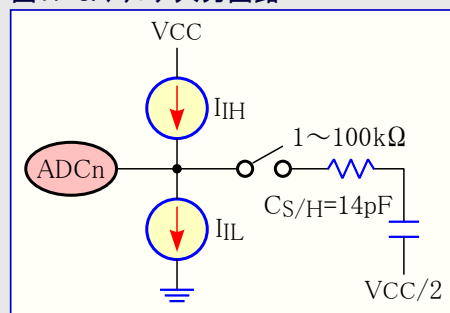 VCC
IIH
1～100kΩ
ADCn
CS/H=14pF
IIL
VCC/2